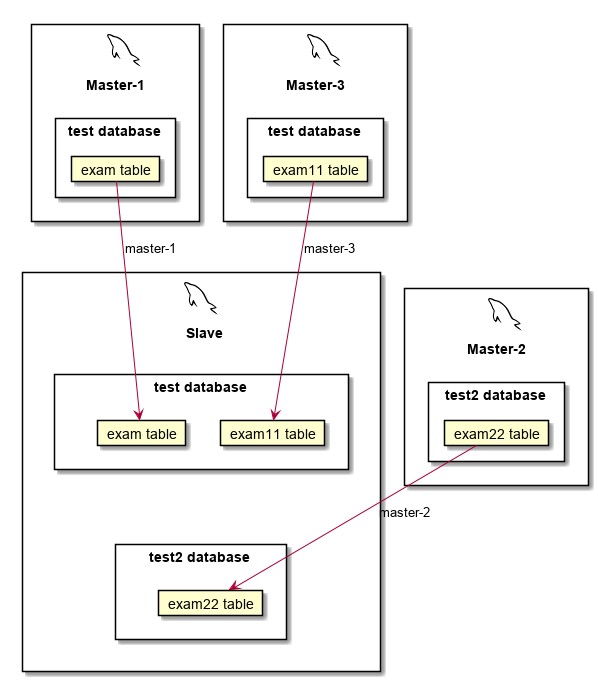 Master-1
test database
exam table
Master-3
test database
exam11 table
master-1
master-3
Slave
test database
exam table
exam11 table
Master-2
test2 database
exam22 table
master-2
test2 database
exam22 table